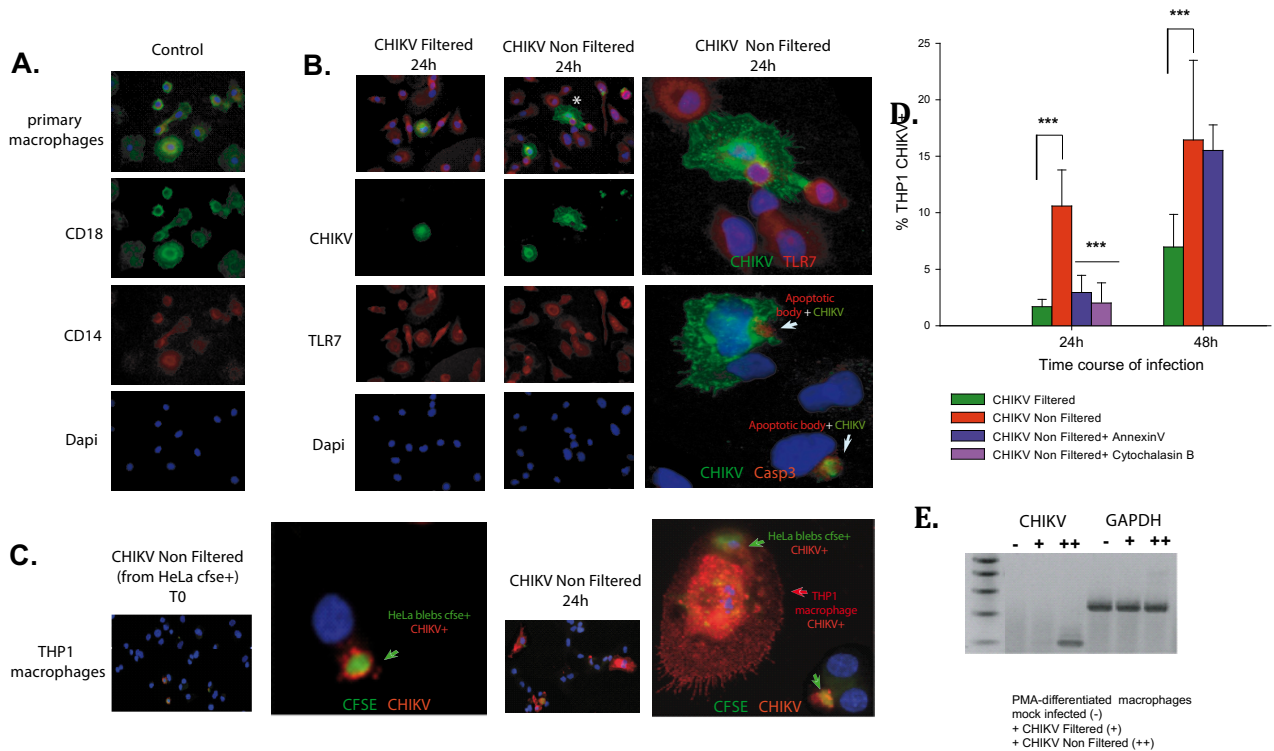 A.
Control
primary
macrophages
CD18
CD14
Dapi
B.
CHIKV Filtered
24h
CHIKV Non Filtered
24h
CHIKV Non Filtered
24h
*
CHIKV
TLR7
Dapi
CHIKV TLR7
Apoptotic
body + CHIKV
Apoptotic body + CHIKV
CHIKV Casp3
C.
CHIKV Non Filtered
(from HeLa cfse+)
T0
THP1
macrophages
HeLa blebs cfse+
CHIKV+
CFSE CHIKV
CHIKV Non Filtered
24h
HeLa blebs cfse+
CHIKV+
THP1
macrophage
CHIKV+
CFSE CHIKV
D.
% THP1 CHIKV+
25
20
15
10
5
0
***
***
***
24h
48h
Time course of infection
CHIKV Filtered
CHIKV Non Filtered
CHIKV Non Filtered+ AnnexinV
CHIKV Non Filtered+ Cytochalasin B
E.
CHIKV GAPDH
- + ++ - + ++
PMA-differentiated macrophages
mock infected (-)
+ CHIKV Filtered (+)
+ CHIKV Non Filtered (++)